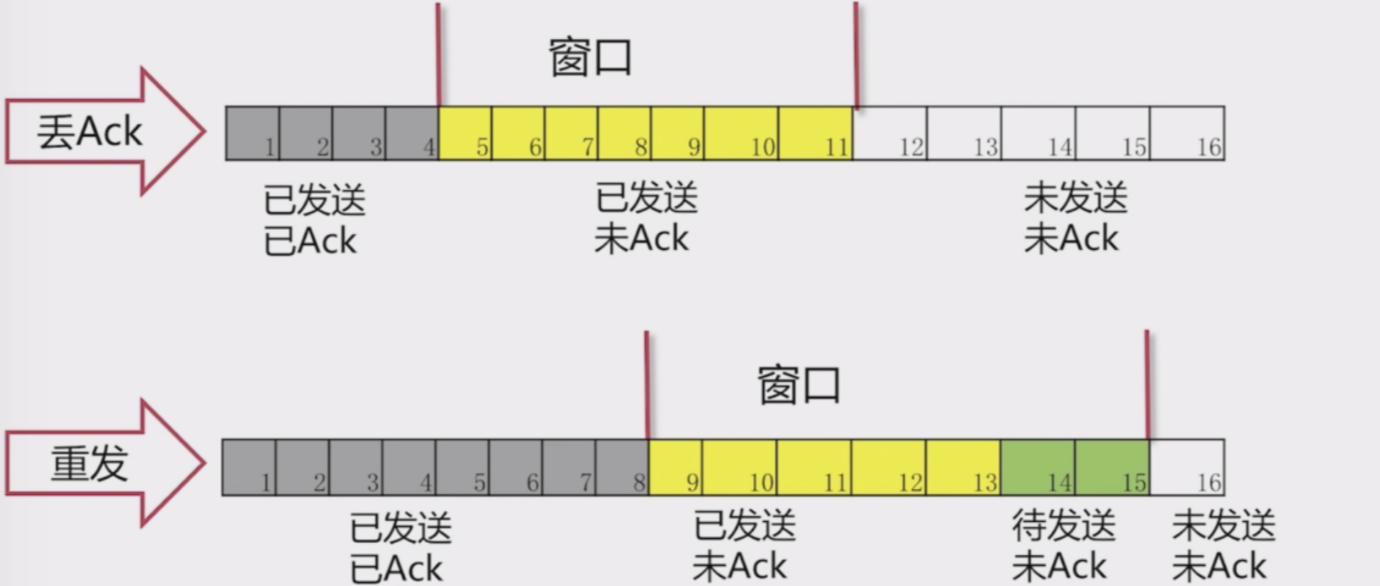 窗口
丢Ack
1 2 3 4 5 6 7 8 9 10 11 12 13 14 15 16
已发送 已发送 未发送
已Ack 未Ack 未Ack
窗口
重发
1 2 3 4 5 6 7 8 9 10 11 12 13 14 15 16
已发送 已发送 待发送 未发送
已Ack 未Ack 未Ack 未Ack